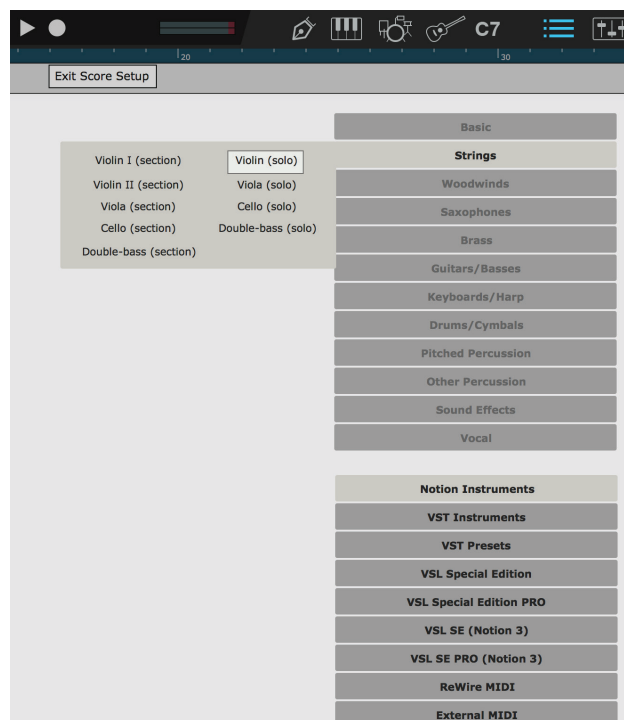 C7
20
30
Exit Score Setup
Basic
Violin I (section) Violin (solo) Strings
Violin II (section) Viola (solo) Woodwinds
Viola (section) Cello (solo) Saxophones
Cello (section) Double-bass (solo) Brass
Double-bass (section)
Guitars/Basses
Keyboards/Harp
Drums/Cymbals
Pitched Percussion
Other Percussion
Sound Effects
Vocal
Notion Instruments
VST Instruments
VST Presets
VSL Special Edition
VSL Special Edition PRO
VSL SE (Notion 3)
VSL SE PRO (Notion 3)
ReWire MIDI
External MIDI